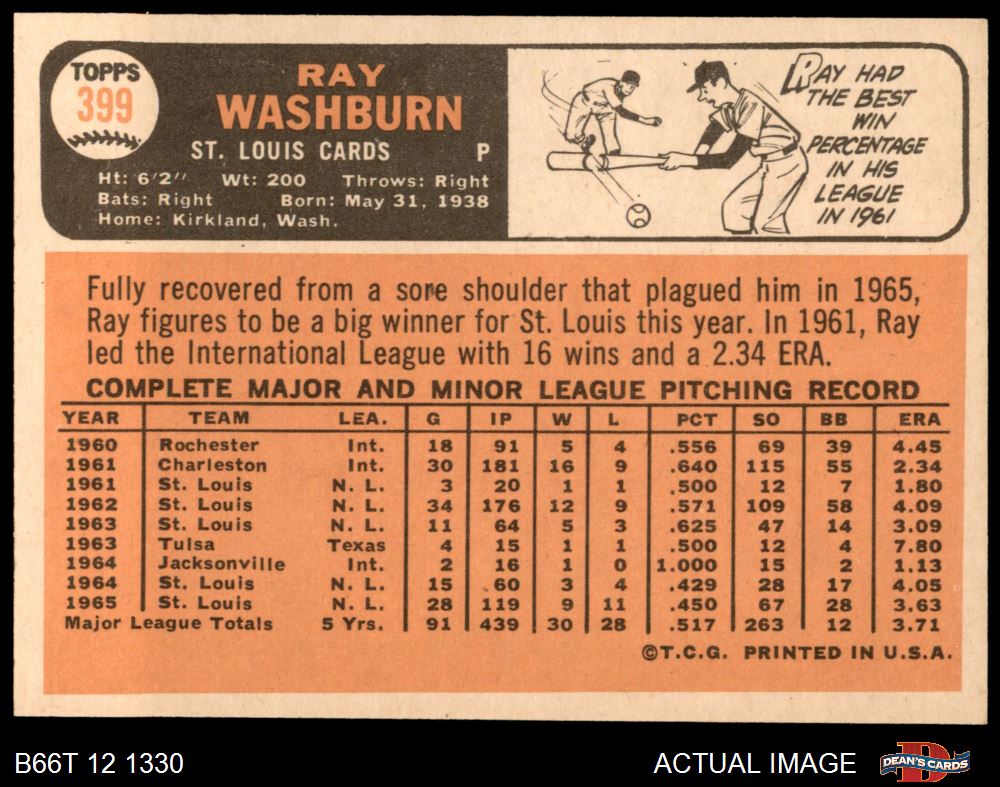 TOPPS
399
RAY
WASHBURN
ST. LOUIS CARDS P
Ht: 6'2" Wt: 200 Throws: Right
Bats: Right Born: May 31, 1938
Home: Kirkland, Wash.
RAY HAD
THE BEST
WIN
PERCENTAGE
IN HIS
LEAGUE
IN 1961
Fully recovered from a sore shoulder that plagued him in 1965,
Ray figures to be a big winner for St. Louis this year. In 1961, Ray
led the International League with 16 wins and a 2.34 ERA.
COMPLETE MAJOR AND MINOR LEAGUE PITCHING RECORD
YEAR TEAM LEA. G IP W L PCT SO BB ERA
1960 Rochester Int. 18 91 5 4 .556 69 39 4.45
1961 Charleston Int. 30 181 16 9 .640 115 55 2.34
1961 St. Louis N. L. 3 20 1 1 .500 12 7 1.80
1962 St. Louis N. L. 34 176 12 9 .571 109 58 4.09
1963 St. Louis N. L. 11 64 5 3 .625 47 14 3.09
1963 Tulsa Texas 4 15 1 1 .500 12 4 7.80
1964 Jacksonville Int. 2 16 1 0 1.000 15 2 1.13
1964 St. Louis N. L. 15 60 3 4 .429 28 17 4.05
1965 St. Louis N. L. 28 119 9 11 .450 67 28 3.63
Major League Totals 5 Yrs. 91 439 30 28 .517 263 12 3.71
©T.C.G. PRINTED IN U.S.A.
B66T 12 1330 ACTUAL IMAGE DEAN'S CARDS